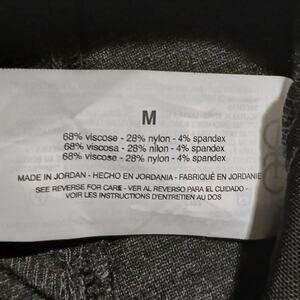 M
68% viscose - 28% nylon - 4% spandex
68% viscosa - 28% nilon - 4% spandex
68% viscose - 28% nylon - 4% spandex
MADE IN JORDAN - HECHO EN JORDANIA - FABRIQUÉ EN JORDANIE
SEE REVERSE FOR CARE - VER AL REVERSO PARA EL CUIDADO -
VOIR LES INSTRUCTIONS D'ENTRETIEN AU DOS